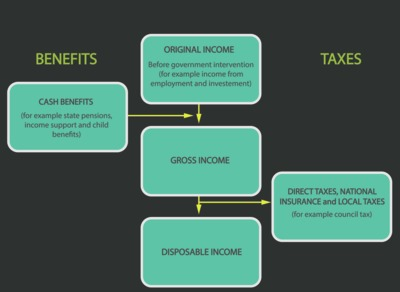 BENEFITS
TAXES
ORIGINAL INCOME
Before government intervention
(for example income from
employment and investement)
CASH BENEFITS
(for example state pensions,
income support and child
benefits)
GROSS INCOME
DIRECT TAXES, NATIONAL
INSURANCE and LOCAL TAXES
(for example council tax)
DISPOSABLE INCOME